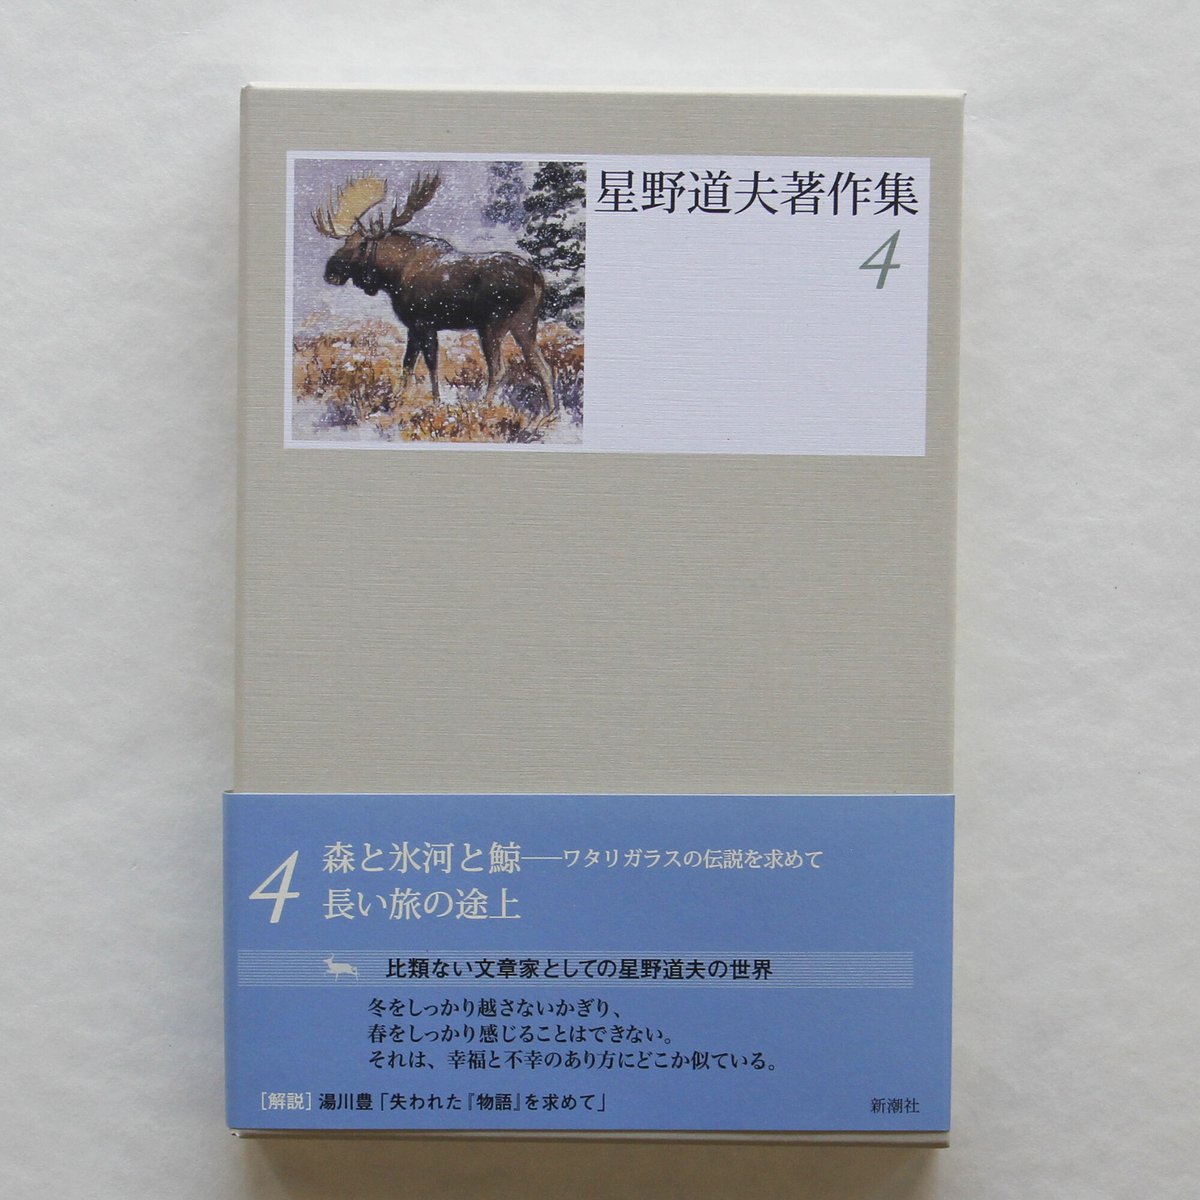 星野道夫著作集
4
4
森と氷河と鯨――ワタリガラスの伝説を求めて
長い旅の途上
比類ない文章家としての星野道夫の世界
冬をしっかり越さないかぎり、
春をしっかり感じることはできない。
それは、幸福と不幸のあり方にどこか似ている。
[解説] 湯川豊「失われた『物語』を求めて」
新潮社